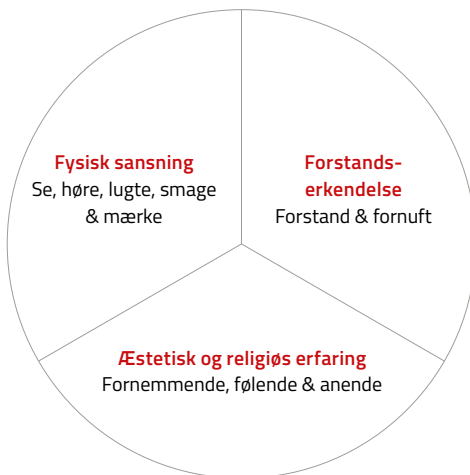 Fysisk sansning
Se, høre, lugte, smage
& mærke
Forstands-
erkendelse
Forstand & fornuft
Æstetisk og religiøs erfaring
Fornemmende, følende & anende